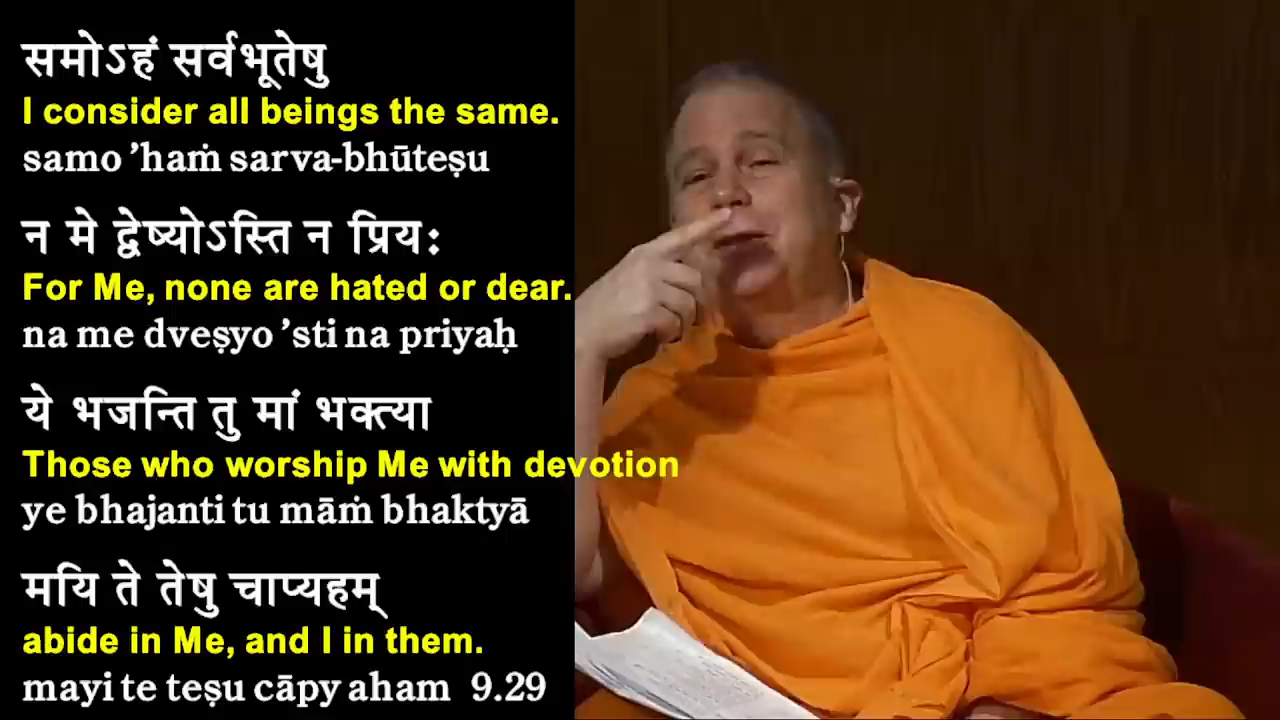 समोऽहं सर्वभूतेषु
I consider all beings the same.
samo ’haṁ sarva-bhūteṣu
न मे द्वेष्योऽस्ति न प्रियः
For Me, none are hated or dear.
na me dveṣyo ’sti na priyaḥ
ये भजन्ति तु मां भक्त्या
Those who worship Me with devotion
ye bhajanti tu māṁ bhaktyā
मयि ते तेषु चाप्यहम्
abide in Me, and I in them.
mayi te teṣu cāpy aham 9.29